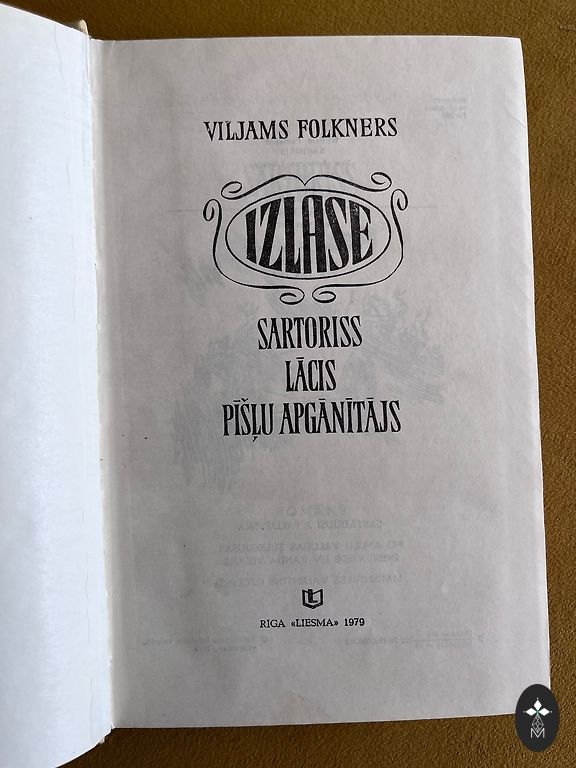 VILJAMS FOLKNERS
IZLASE
SARTORISS
LĀCIS
PĪŠĻU APGĀNĪTĀJS
RIGA «LIESMA» 1979